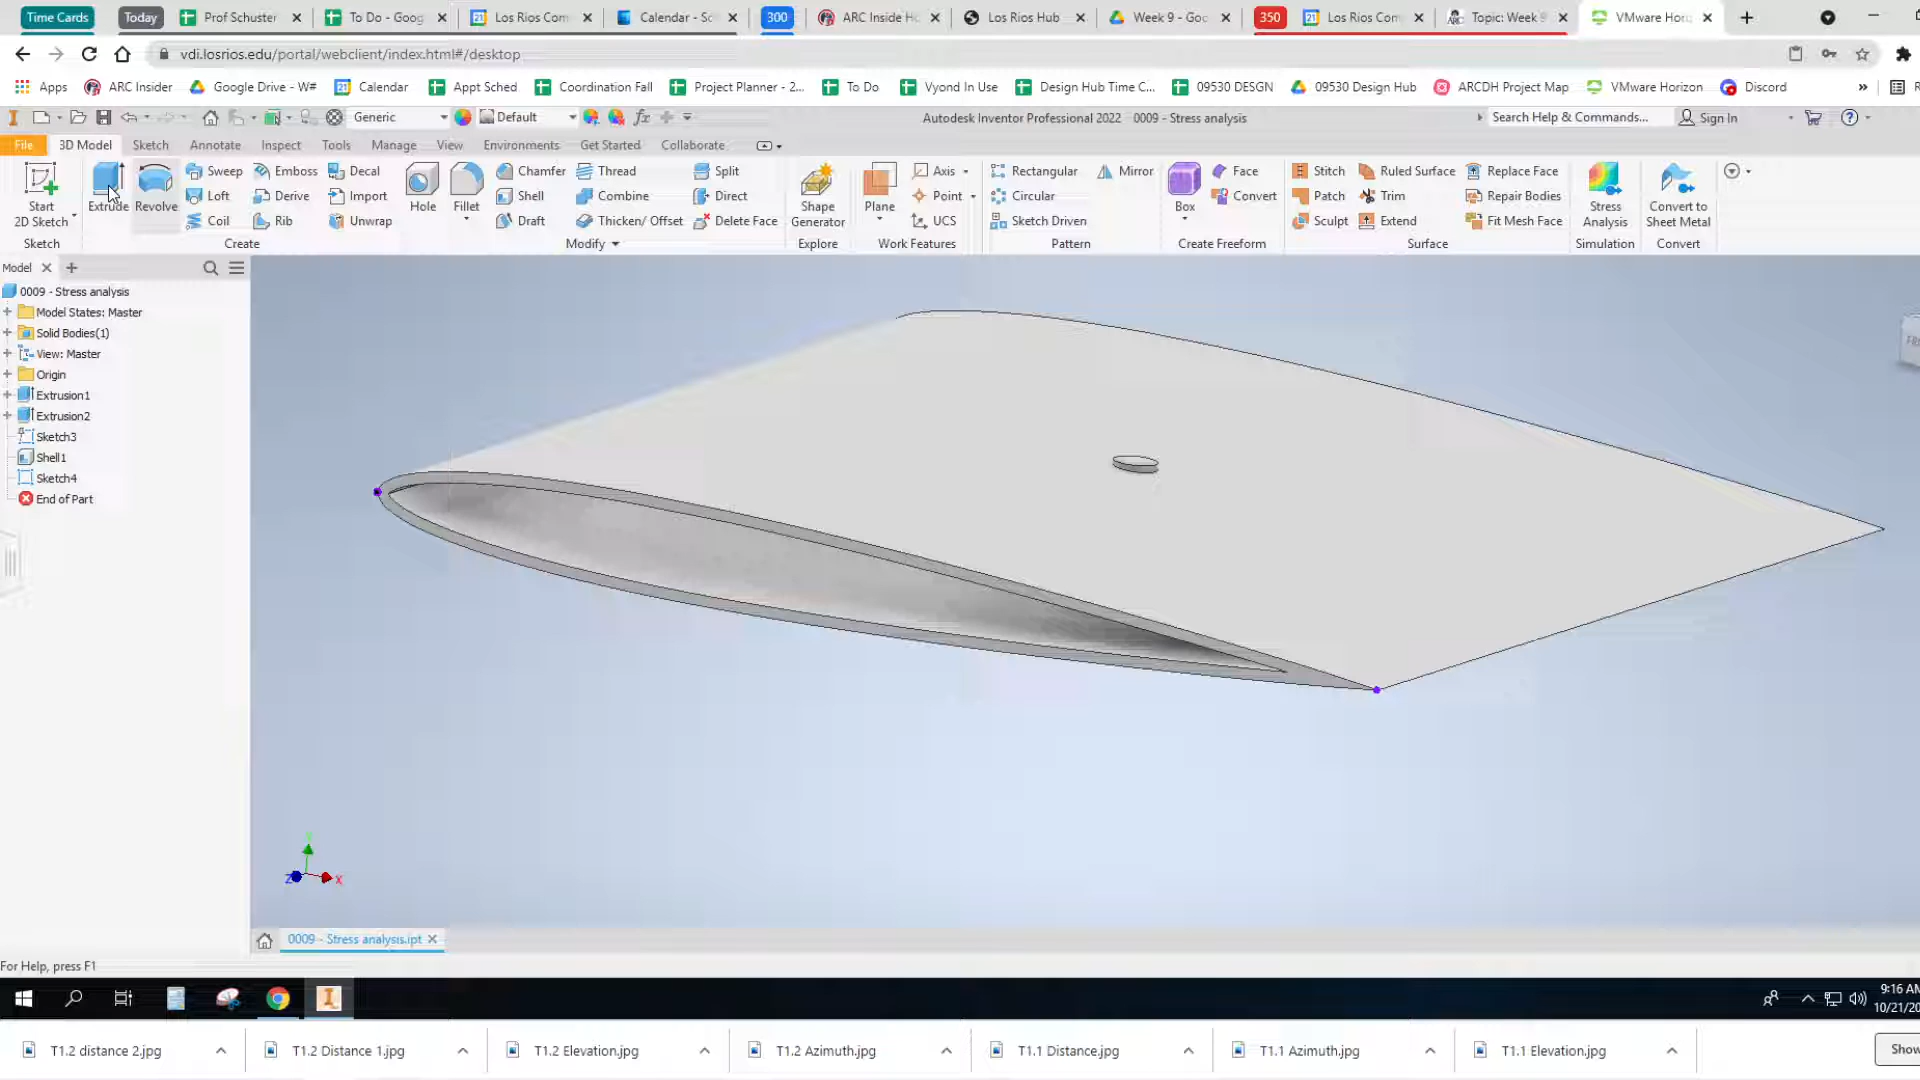 Time Cards Today Prof Schuster To Do - Goog Los Rios Com Calendar - Sc 300 ARC Inside Ho Los Rios Hub Week 9 - Goo 350 Los Rios Com Topic: Week 9 VMware Hori
vdi.losrios.edu/portal/webclient/index.html#/desktop
Apps ARC Insider Google Drive - W# Calendar Appt Sched Coordination Fall Project Planner - 2... To Do Vyond In Use Design Hub Time C... 09530 DESGN 09530 Design Hub ARCDH Project Map VMware Horizon Discord »
Generic Default fx Autodesk Inventor Professional 2022 0009 - Stress analysis Search Help & Commands... Sign In
File 3D Model Sketch Annotate Inspect Tools Manage View Environments Get Started Collaborate
Sweep Emboss Decal Chamfer Thread Split Axis Rectangular Mirror Face Stitch Ruled Surface Replace Face
Start 2D Sketch Extrude Revolve Loft Derive Import Hole Fillet Shell Combine Direct Shape Generator Plane Point Circular Box Convert Patch Trim Repair Bodies Stress Analysis Convert to Sheet Metal
Coil Rib Unwrap Draft Thicken/ Offset Delete Face UCS Sketch Driven Sculpt Extend Fit Mesh Face
Sketch Create Modify Explore Work Features Pattern Create Freeform Surface Simulation Convert
Model
0009 - Stress analysis
Model States: Master
Solid Bodies(1)
View: Master
Origin
Extrusion1
Extrusion2
Sketch3
Shell1
Sketch4
End of Part
Z X
0009 - Stress analysis.ipt
For Help, press F1
9:16 AM
10/21/20
T1.2 distance 2.jpg T1.2 Distance 1.jpg T1.2 Elevation.jpg T1.2 Azimuth.jpg T1.1 Distance.jpg T1.1 Azimuth.jpg T1.1 Elevation.jpg Show